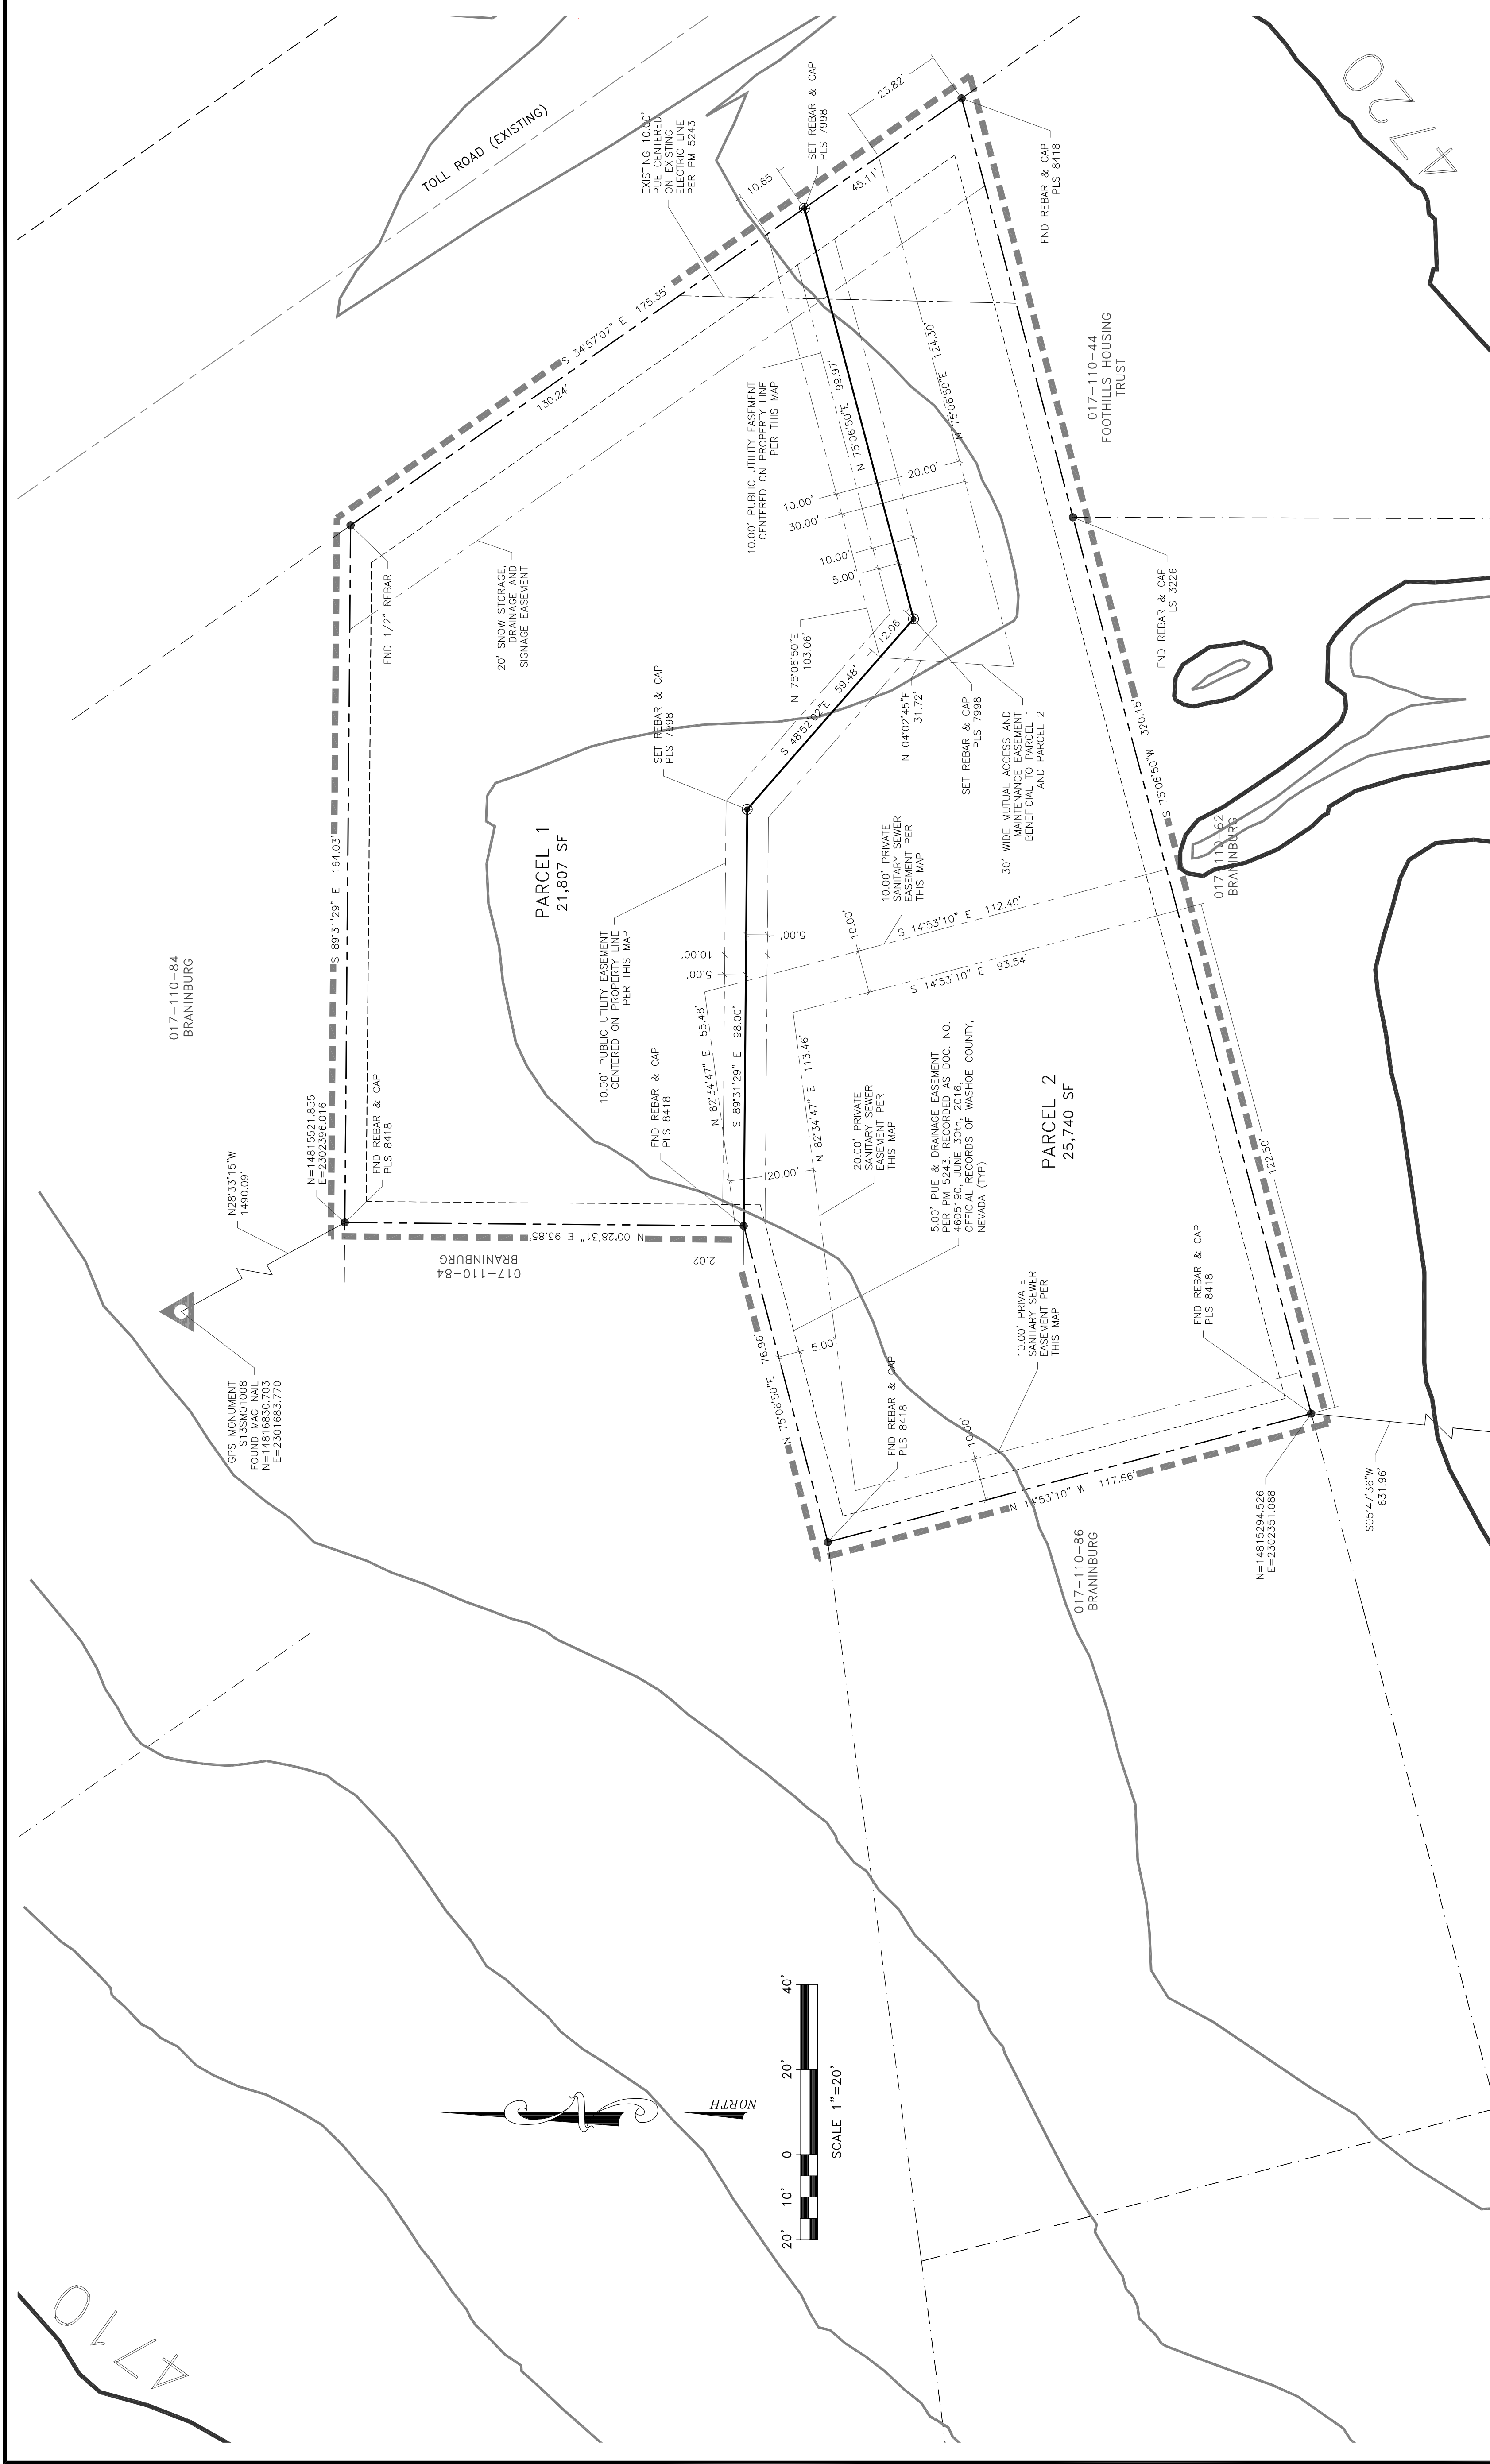 4720
TOLL ROAD (EXISTING)
EXISTING 10.00'
PUE CENTERED
ON EXISTING
ELECTRIC LINE
PER PM 5243
SET REBAR & CAP
PLS 7998
23.82'
10.65
45.11'
FND REBAR & CAP
PLS 8418
S 34°57'07" E 175.35'
130.24'
017-110-44
FOOTHILLS HOUSING
TRUST
10.00' PUBLIC UTILITY EASEMENT
CENTERED ON PROPERTY LINE
PER THIS MAP
N 75°06'50"E 99.97'
N 75°06'50"E 124.30'
20.00'
10.00'
30.00'
10.00'
5.00'
FND 1/2" REBAR
20' SNOW STORAGE,
DRAINAGE AND
SIGNAGE EASEMENT
N 75°06'50"E
103.06'
12.06
S 48°52'02"E 59.48'
N 04°02'45"E
31.72'
SET REBAR & CAP
PLS 7998
SET REBAR & CAP
PLS 7998
FND REBAR & CAP
LS 3226
30' WIDE MUTUAL ACCESS AND
MAINTENANCE EASEMENT
BENEFICIAL TO PARCEL 1
AND PARCEL 2
S 75°06'50"W 320.15'
017-110-62
BRANINBURG
PARCEL 1
21,807 SF
S 89°31'29" E 164.03'
017-110-84
BRANINBURG
10.00' PUBLIC UTILITY EASEMENT
CENTERED ON PROPERTY LINE
PER THIS MAP
10.00' PRIVATE
SANITARY SEWER
EASEMENT PER
THIS MAP
5.00'
10.00'
5.00'
10.00'
S 14°53'10" E 112.40'
S 14°53'10" E 93.54'
N 82°34'47" E 55.48'
S 89°31'29" E 98.00'
N 82°34'47" E 113.46'
FND REBAR & CAP
PLS 8418
20.00'
20.00' PRIVATE
SANITARY SEWER
EASEMENT PER
THIS MAP
5.00' PUE & DRAINAGE EASEMENT
PER PM 5243, RECORDED AS DOC. NO.
4605190, JUNE 30th, 2016,
OFFICIAL RECORDS OF WASHOE COUNTY,
NEVADA (TYP)
PARCEL 2
25,740 SF
122.50'
N=14815521.855
E=2302396.016
FND REBAR & CAP
PLS 8418
N28°33'15"W
1490.09'
N 00°28'31" E 93.85'
017-110-84
BRANINBURG
2.02
GPS MONUMENT
S13SM01008
FOUND MAG NAIL
N=14816830.703
E=2301683.770
N 75°06'50"E 76.96'
5.00'
10.00' PRIVATE
SANITARY SEWER
EASEMENT PER
THIS MAP
FND REBAR & CAP
PLS 8418
FND REBAR & CAP
PLS 8418
10.00'
N 14°53'10" W 117.66'
N=14815294.526
E=2302351.088
S05°47'36"W
631.96'
017-110-86
BRANINBURG
NORTH
20' 10' 0 20' 40'
SCALE 1"=20'
4710